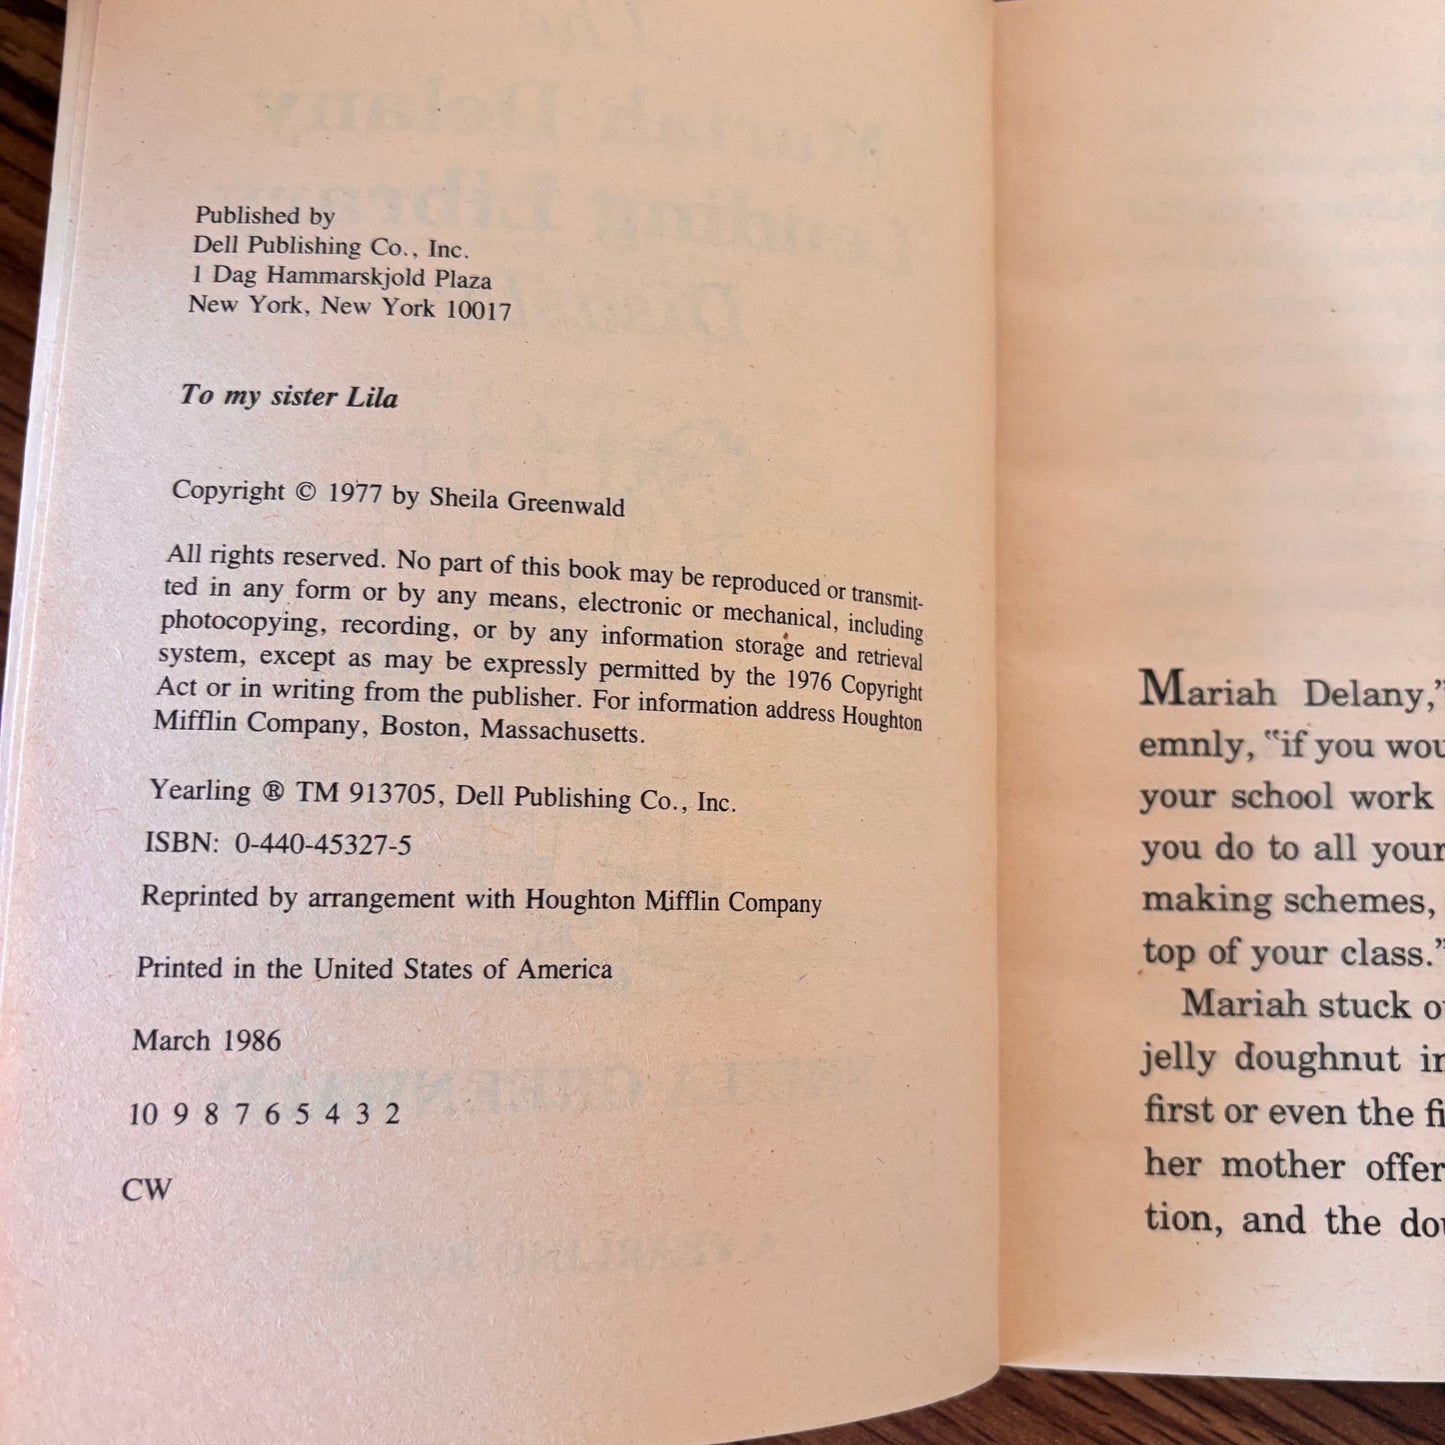 Published by
Dell Publishing Co., Inc.
1 Dag Hammarskjold Plaza
New York, New York 10017
To my sister Lila
Copyright © 1977 by Sheila Greenwald
All rights reserved. No part of this book may be reproduced or transmit-
ted in any form or by any means, electronic or mechanical, including
photocopying, recording, or by any information storage and retrieval
system, except as may be expressly permitted by the 1976 Copyright
Act or in writing from the publisher. For information address Houghton
Mifflin Company, Boston, Massachusetts.
Yearling ® TM 913705, Dell Publishing Co., Inc.
ISBN: 0-440-45327-5
Reprinted by arrangement with Houghton Mifflin Company
Printed in the United States of America
March 1986
10 9 8 7 6 5 4 3 2
CW
Mariah Delany,”
emnly, “if you wou
your school work
you do to all your
making schemes,
top of your class.”
Mariah stuck
jelly doughnut
first or even the
her mother offer
tion, and the